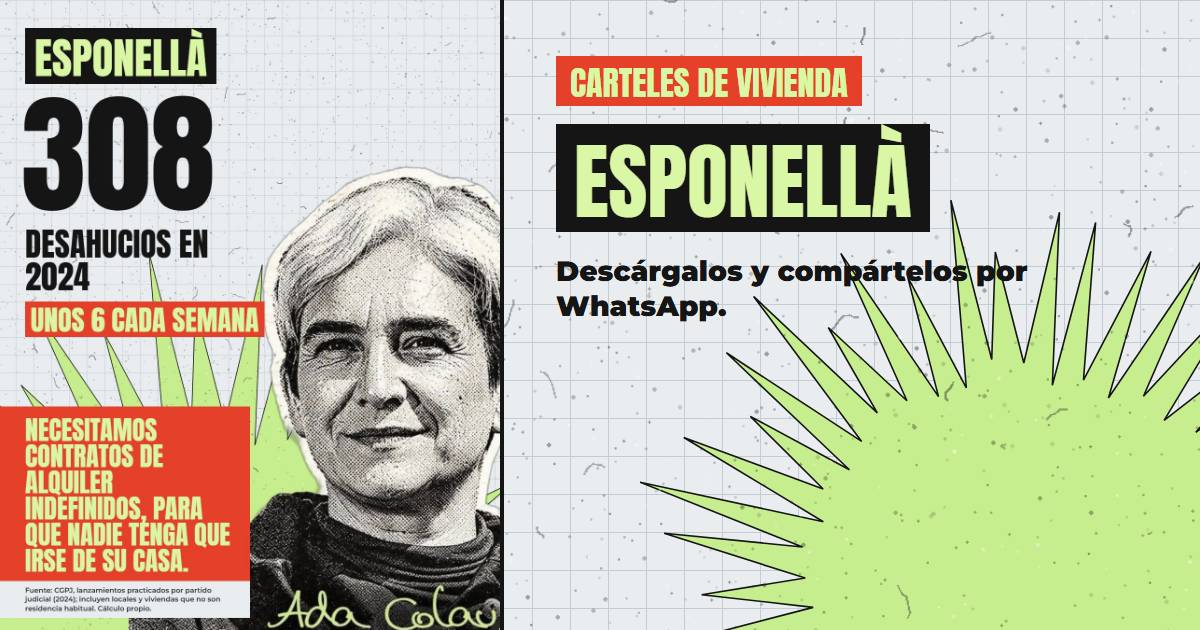 ESPONELLÀ
308
DESAHUCIOS EN
2024
UNOS 6 CADA SEMANA
NECESITAMOS
CONTRATOS DE
ALQUILER
INDEFINIDOS, PARA
QUE NADIE TENGA QUE
IRSE DE SU CASA.
Fuente: CGPJ, lanzamientos practicados por partido
judicial (2024); incluyen locales y viviendas que no son
residencia habitual. Cálculo propio.
Ada Colau
CARTELES DE VIVIENDA
ESPONELLÀ
Descárgalos y compártelos por
WhatsApp.